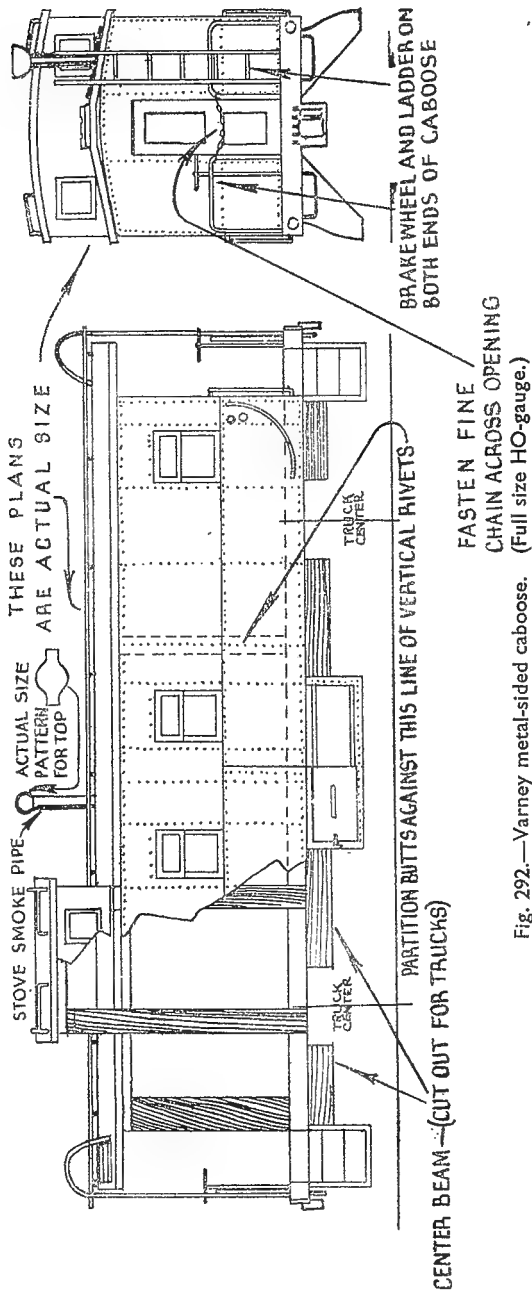 THESE PLANS
ARE ACTUAL SIZE
STOVE SMOKE PIPE
ACTUAL SIZE
PATTERN
FOR TOP
TRUCK
CENTER
TRUCK
CENTER
PARTITION BUTTS AGAINST THIS LINE OF VERTICAL RIVETS
CENTER BEAM—(CUT OUT FOR TRUCKS)
BRAKEWHEEL AND LADDER ON
BOTH ENDS OF CABOOSE
FASTEN FINE
CHAIN ACROSS OPENING
Fig. 292.—Varney metal-sided caboose. (Full size HO-gauge.)